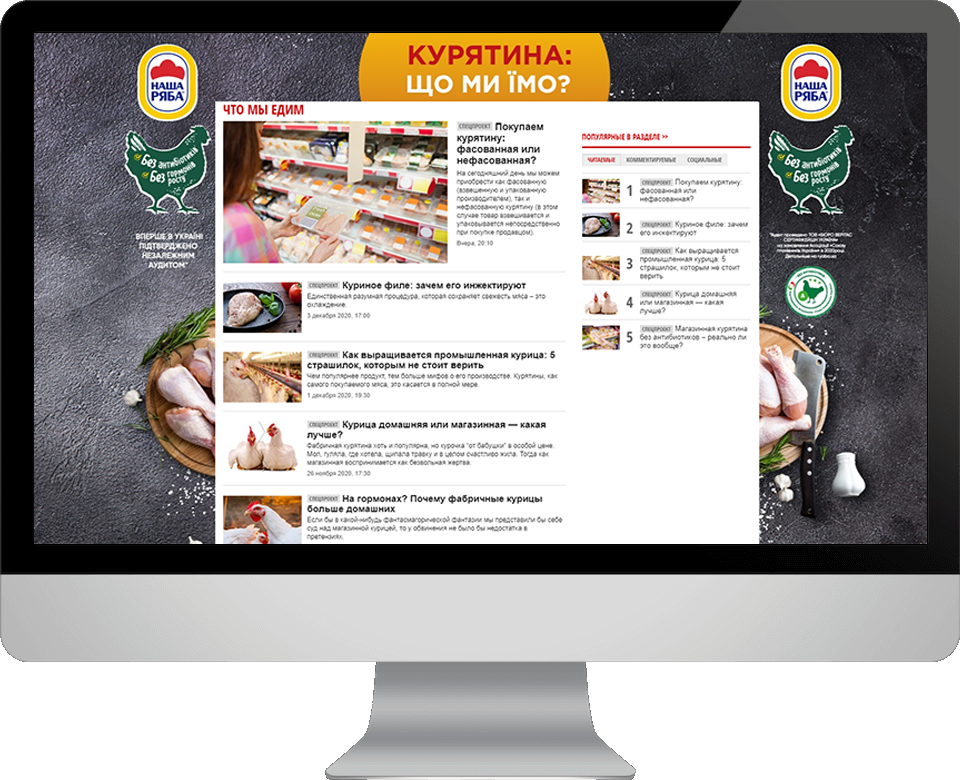 КУРЯТИНА:
ЩО МИ ЇМО?
НАША
РЯБА
Без антибіотиків
Без гормонів
росту
ВПЕРШЕ В УКРАЇНІ
ПІДТВЕРДЖЕНО
НЕЗАЛЕЖНИМ
АУДИТОМ*
ЧТО МЫ ЕДИМ
СПЕЦПРОЕКТ Покупаем
курятину:
фасованная или
нефасованная?
На сегодняшний день мы можем
приобрести как фасованную
(взвешенную и упакованную
производителем), так и
нефасованную курятину (в этом
случае товар взвешивается и
упаковывается непосредственно
при покупке продавцом).
Вчера, 20:10
СПЕЦПРОЕКТ Куриное филе: зачем его инжектируют
Единственная разумная процедура, которая сохраняет свежесть мяса – это
охлаждение.
3 декабря 2020, 17:00
СПЕЦПРОЕКТ Как выращивается промышленная курица: 5
страшилок, которым не стоит верить
Чем популярнее продукт, тем больше мифов о его производстве. Курятины, как
самого покупаемого мяса, это касается в полной мере.
1 декабря 2020, 19:30
СПЕЦПРОЕКТ Курица домашняя или магазинная — какая
лучше?
Фабричная курятина хоть и популярна, но курочка "от бабушки" в особой цене.
Мол, гуляла, где хотела, щипала травку и в целом счастливо жила. Тогда как
магазинная воспринимается как безвольная жертва.
26 ноября 2020, 17:30
СПЕЦПРОЕКТ На гормонах? Почему фабричные курицы
больше домашних
Если бы в какой-нибудь фантасмагорической фантазии мы представили бы себе
суд над магазинной курицей, то у обвинения не было бы недостатка в
претензиях.
ПОПУЛЯРНЫЕ В РАЗДЕЛЕ >>
ЧИТАЕМЫЕ КОММЕНТИРУЕМЫЕ СОЦИАЛЬНЫЕ
1 СПЕЦПРОЕКТ Покупаем курятину:
фасованная или
нефасованная?
2 СПЕЦПРОЕКТ Куриное филе: зачем
его инжектируют
3 СПЕЦПРОЕКТ Как выращивается
промышленная курица: 5
страшилок, которым не стоит
верить
4 СПЕЦПРОЕКТ Курица домашняя
или магазинная — какая
лучше?
5 СПЕЦПРОЕКТ Магазинная курятина
без антибиотиков – реально ли
это вообще?
НАША
РЯБА
Без антибіотиків
Без гормонів
росту